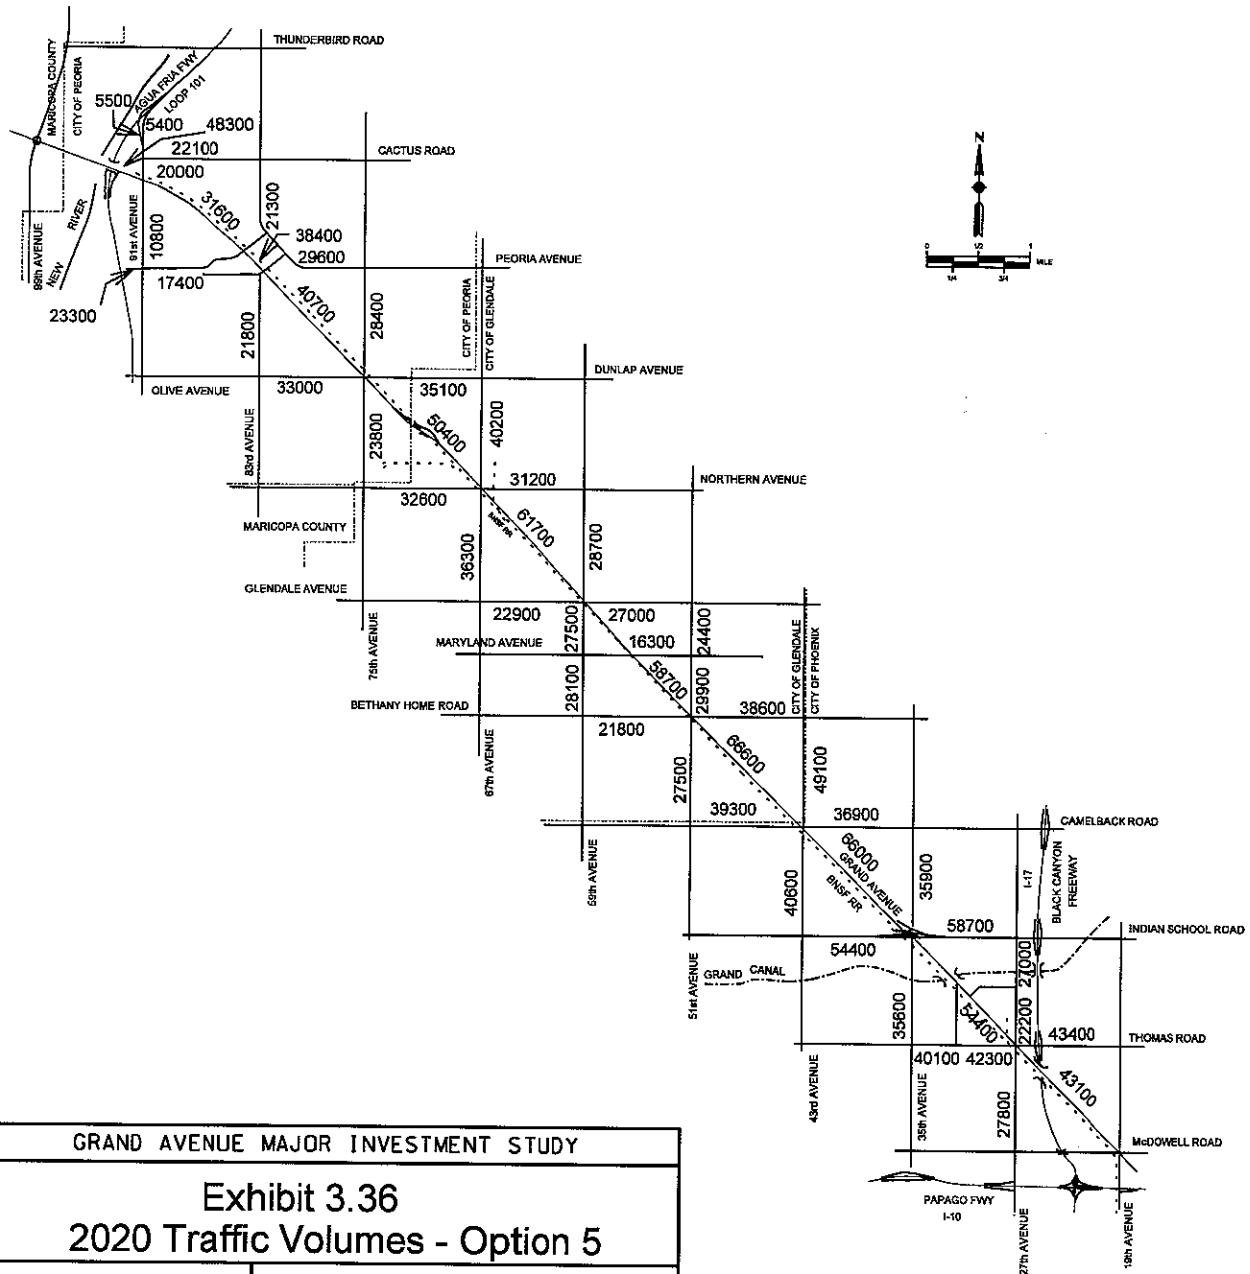 THUNDERBIRD ROAD
MARICOPA COUNTY
CITY OF PEORIA
AGUA FRIA FWY
LOOP 101
5500
5400
48300
22100
CACTUS ROAD
20000
N
31600
21300
38400
29600
PEORIA AVENUE
99th AVENUE
NEW
RIVER
91st AVENUE
10800
17400
23300
40700
0
1/2
1
1/4
3/4
MILE
21800
28400
CITY OF PEORIA
CITY OF GLENDALE
OLIVE AVENUE
33000
35100
DUNLAP AVENUE
83rd AVENUE
23800
50400
40200
32600
31200
NORTHERN AVENUE
MARICOPA COUNTY
BNSF RR
61700
36300
28700
GLENDALE AVENUE
22900
27000
75th AVENUE
27500
24400
MARYLAND AVENUE
16300
CITY OF GLENDALE
CITY OF PHOENIX
58700
28100
29900
BETHANY HOME ROAD
21800
38600
67th AVENUE
66600
27500
49100
39300
36900
CAMELBACK ROAD
59th AVENUE
66000
GRAND AVENUE
BNSF RR
40600
35900
I-17
BLACK CANYON
FREEWAY
58700
INDIAN SCHOOL ROAD
54400
51st AVENUE
GRAND CANAL
27000
35600
54400
22200
43400
THOMAS ROAD
40100
42300
43rd AVENUE
35th AVENUE
43100
27800
McDOWELL ROAD
PAPAGO FWY
I-10
27th AVENUE
19th AVENUE
GRAND AVENUE MAJOR INVESTMENT STUDY
Exhibit 3.36
2020 Traffic Volumes - Option 5